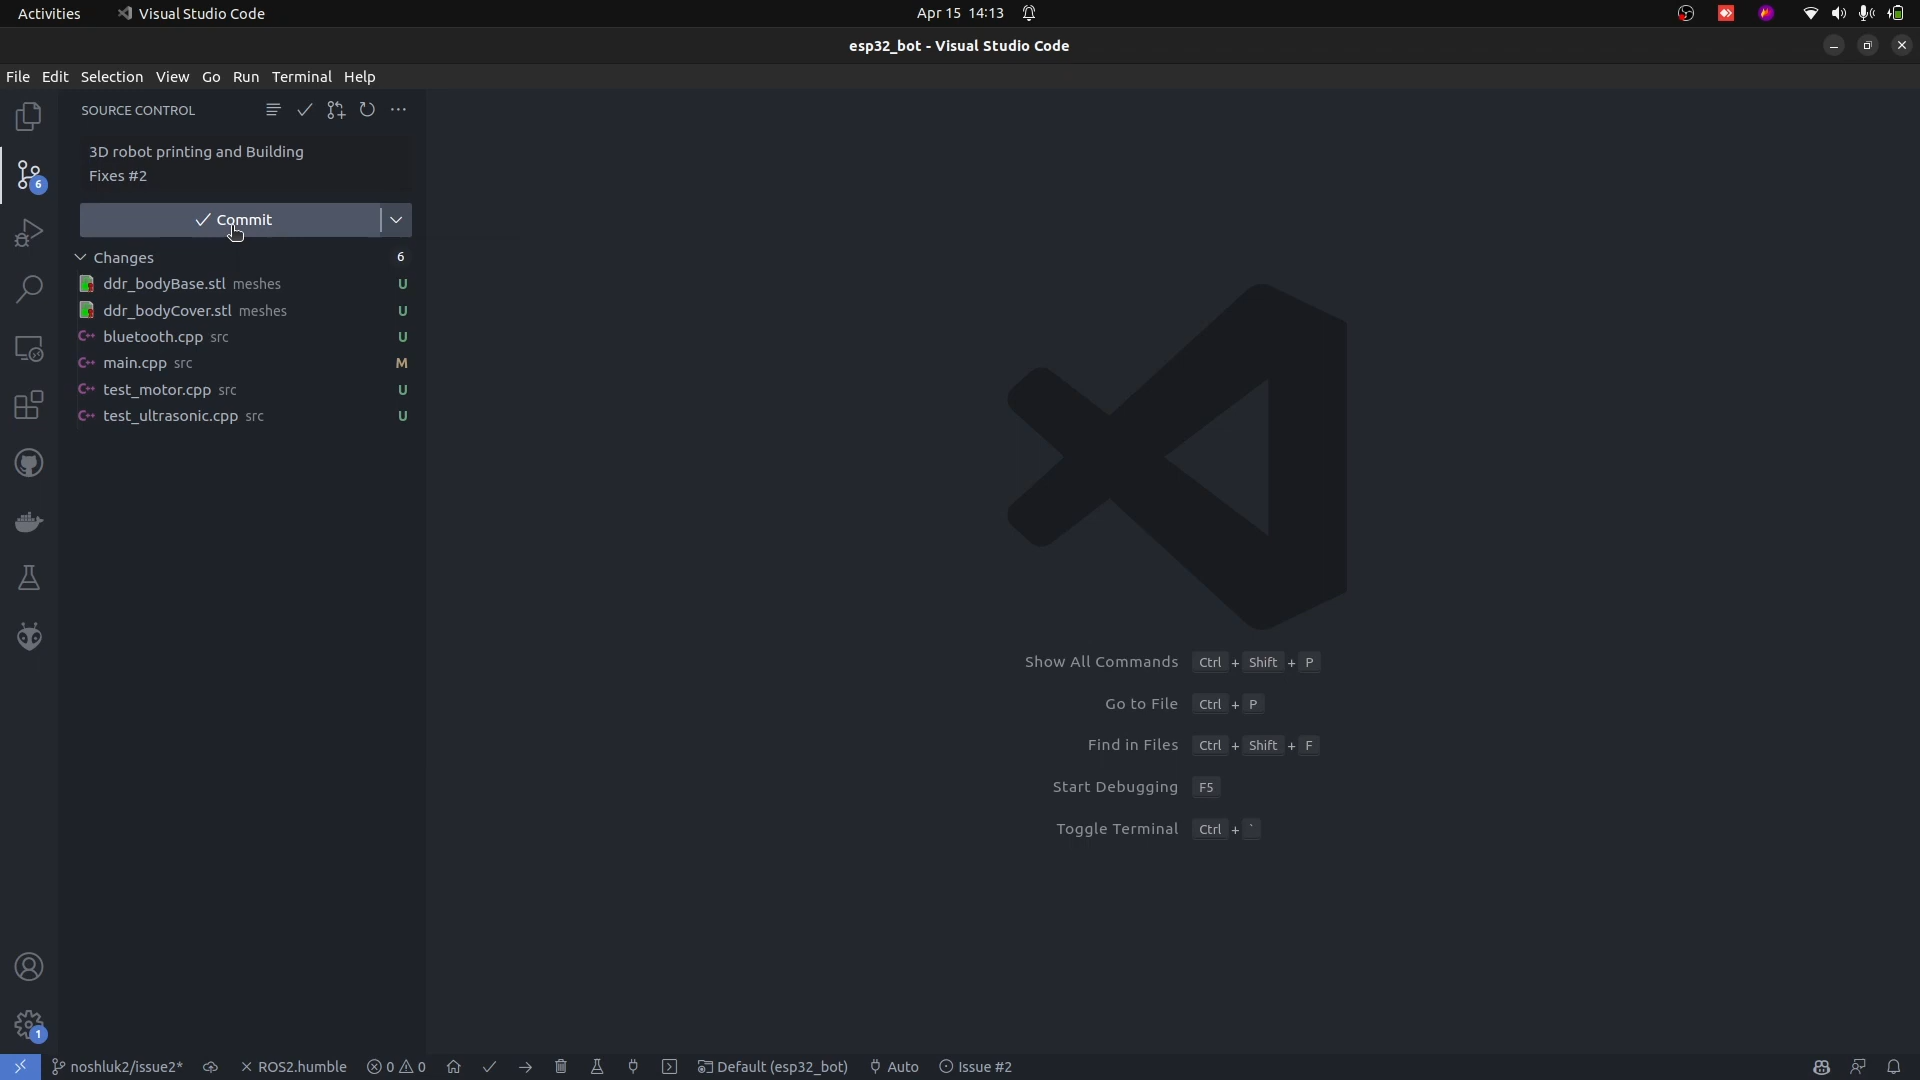 Activities
Visual Studio Code
Apr 15 14:13
esp32_bot - Visual Studio Code
File Edit Selection View Go Run Terminal Help
SOURCE CONTROL
3D robot printing and Building
Fixes #2
6
Commit
Changes 6
ddr_bodyBase.stl meshes U
ddr_bodyCover.stl meshes U
C++ bluetooth.cpp src U
C++ main.cpp src M
C++ test_motor.cpp src U
C++ test_ultrasonic.cpp src U
Show All Commands Ctrl + Shift + P
Go to File Ctrl + P
Find in Files Ctrl + Shift + F
Start Debugging F5
Toggle Terminal Ctrl + `
1
noshluk2/issue2* ROS2.humble 0 0 Default (esp32_bot) Auto Issue #2